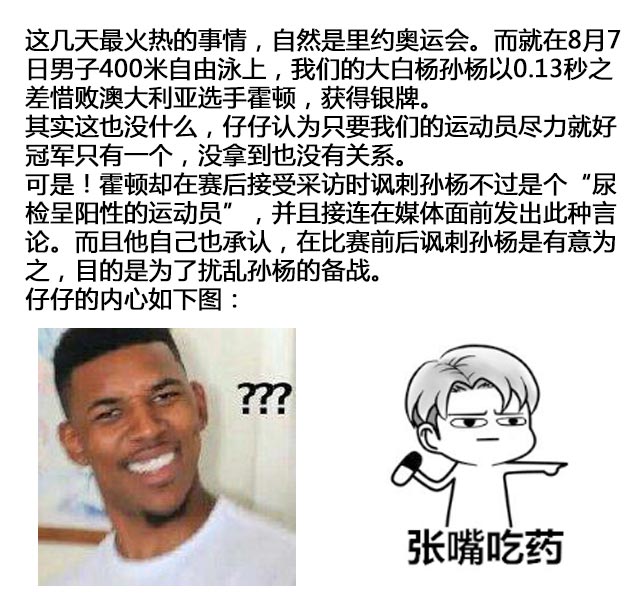 这几天最火热的事情，自然是里约奥运会。而就在8月7
日男子400米自由泳上，我们的大白杨孙杨以0.13秒之
差惜败澳大利亚选手霍顿，获得银牌。
其实这也没什么，仔仔认为只要我们的运动员尽力就好
冠军只有一个，没拿到也没有关系。
可是！霍顿却在赛后接受采访时讽刺孙杨不过是个“尿
检呈阳性的运动员”，并且接连在媒体面前发出此种言
论。而且他自己也承认，在比赛前后讽刺孙杨是有意为
之，目的是为了扰乱孙杨的备战。
仔仔的内心如下图：
???
张嘴吃药